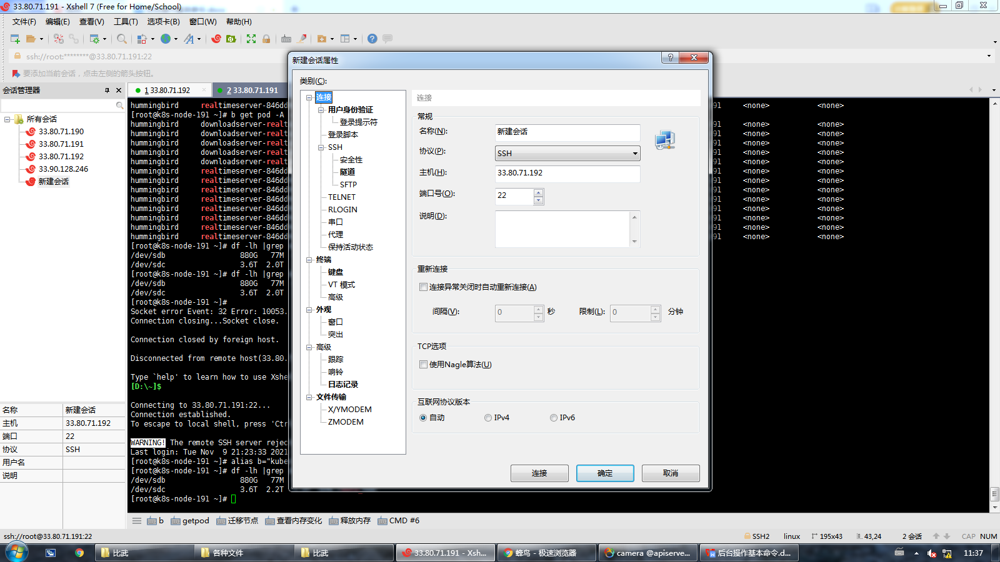 33.80.71.191 - Xshell 7 (Free for Home/School)
文件(F) 编辑(E) 查看(V) 工具(T) 选项卡(B) 窗口(W) 帮助(H)
ssh://root:********@33.80.71.191:22
要添加当前会话，点击左侧的箭头按钮。
会话管理器
所有会话
33.80.71.190
33.80.71.191
33.80.71.192
33.90.128.246
新建会话
名称 新建会话
主机 33.80.71.192
端口 22
协议 SSH
用户名
说明
1 33.80.71.192
2 33.80.71.191
hummingbird realtimeserver-846dd 91 <none> <none>
[root@k8s-node-191 ~]# b get pod -A
hummingbird downloadserver-realt 91 <none> <none>
hummingbird downloadserver-realt 91 <none> <none>
hummingbird downloadserver-realt 91 <none> <none>
hummingbird downloadserver-realt 91 <none> <none>
hummingbird downloadserver-realt 91 <none> <none>
hummingbird realtimeserver-846dd 91 <none> <none>
hummingbird realtimeserver-846dd 91 <none> <none>
hummingbird realtimeserver-846dd 91 <none> <none>
hummingbird realtimeserver-846dd 91 <none> <none>
hummingbird realtimeserver-846dd 91 <none> <none>
hummingbird realtimeserver-846dd 91 <none> <none>
hummingbird realtimeserver-846dd 91 <none> <none>
hummingbird realtimeserver-846dd 91 <none> <none>
[root@k8s-node-191 ~]# df -lh |grep
/dev/sdb 880G 77M
/dev/sdc 3.6T 2.0T
[root@k8s-node-191 ~]# df -lh |grep
/dev/sdb 880G 77M
/dev/sdc 3.6T 2.0T
[root@k8s-node-191 ~]#
Socket error Event: 32 Error: 10053.
Connection closing...Socket close.
Connection closed by foreign host.
Disconnected from remote host(33.80.
Type `help' to learn how to use Xshe
[D:\~]$
Connecting to 33.80.71.191:22...
Connection established.
To escape to local shell, press 'Ctr
WARNING! The remote SSH server rejec
Last login: Tue Nov  9 21:23:33 2021
[root@k8s-node-191 ~]# alias b="kube
[root@k8s-node-191 ~]# df -lh |grep
/dev/sdb 880G 77M
/dev/sdc 3.6T 2.2T
[root@k8s-node-191 ~]#
新建会话属性
类别(C):
连接
用户身份验证
登录提示符
登录脚本
SSH
安全性
隧道
SFTP
TELNET
RLOGIN
串口
代理
保持活动状态
终端
键盘
VT 模式
高级
外观
窗口
突出
高级
跟踪
响铃
日志记录
文件传输
X/YMODEM
ZMODEM
连接
常规
名称(N): 新建会话
协议(P): SSH
主机(H): 33.80.71.192
端口号(O): 22
说明(D):
重新连接
连接异常关闭时自动重新连接(A)
间隔(V): 0 秒 限制(L): 0 分钟
TCP选项
使用Nagle算法(U)
互联网协议版本
自动 IPv4 IPv6
连接 确定 取消
b getpod 迁移节点 查看内存变化 释放内存 CMD #6
ssh://root@33.80.71.191:22 SSH2 linux 195x43 43,24 2 会话 CAP NUM
比武 各种文件 比武 33.80.71.191 - Xsh... 蜂鸟 - 极速浏览器 camera @apiserve... 后台操作基本命令.d... 11:37